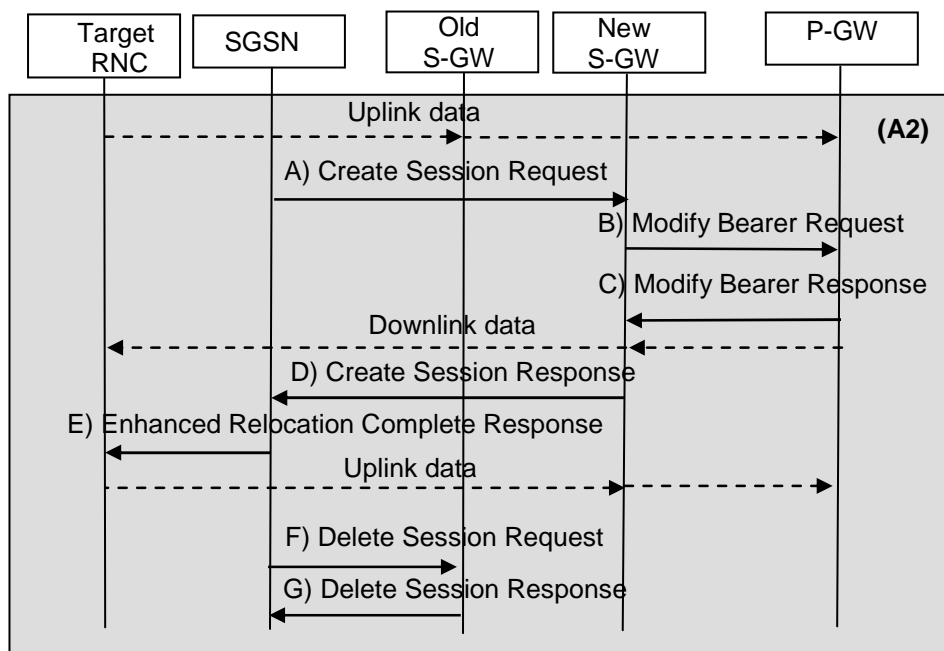 Target
RNC
SGSN
Old
S-GW
New
S-GW
P-GW
Uplink data
(A2)
A) Create Session Request
B) Modify Bearer Request
C) Modify Bearer Response
Downlink data
D) Create Session Response
E) Enhanced Relocation Complete Response
Uplink data
F) Delete Session Request
G) Delete Session Response